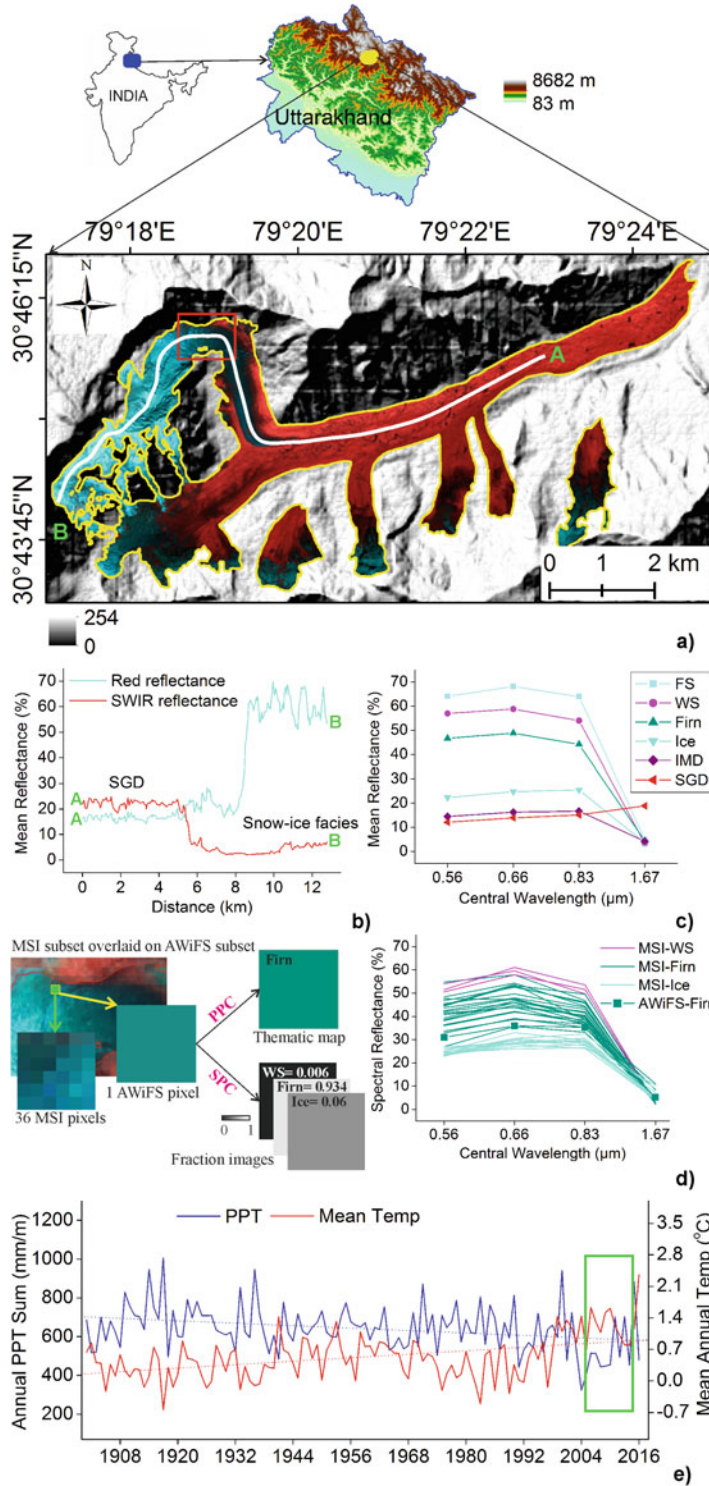 INDIA
Uttarakhand
8682 m
83 m
79°18'E 79°20'E 79°22'E 79°24'E
30°46'15"N
30°43'45"N
N
A
B
0 1 2 km
254
0
a)
Red reflectance
SWIR reflectance
Mean Reflectance (%)
70
60
50
40
30
20
10
0
SGD
A
A
B
Snow-ice facies
B
0 2 4 6 8 10 12
Distance (km)
b)
Mean Reflectance (%)
70
60
50
40
30
20
10
0
FS
WS
Firn
Ice
IMD
SGD
0.56 0.66 0.83 1.67
Central Wavelength (µm)
c)
MSI subset overlaid on AWiFS subset
36 MSI pixels
1 AWiFS pixel
PPC
SPC
Firn
Thematic map
WS= 0.006
Firn= 0.934
Ice= 0.06
0 1
Fraction images
Spectral Reflectance (%)
70
60
50
40
30
20
10
0
MSI-WS
MSI-Firn
MSI-Ice
AWiFS-Firn
0.56 0.66 0.83 1.67
Central Wavelength (µm)
d)
PPT Mean Temp
Annual PPT Sum (mm/m)
1200
1000
800
600
400
200
Mean Annual Temp (°C)
3.5
2.8
2.1
1.4
0.7
0.0
-0.7
1908 1920 1932 1944 1956 1968 1980 1992 2004 2016
e)